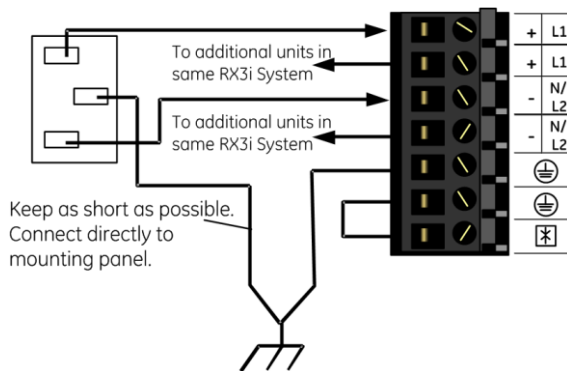 To additional units in
same RX3i System
To additional units in
same RX3i System
Keep as short as possible.
Connect directly to
mounting panel.
+ L1
+ L1
- N/
L2
- N/
L2